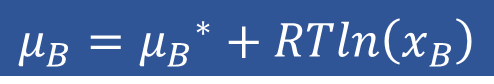 μ_B = μ_B* + RTln(x_B)